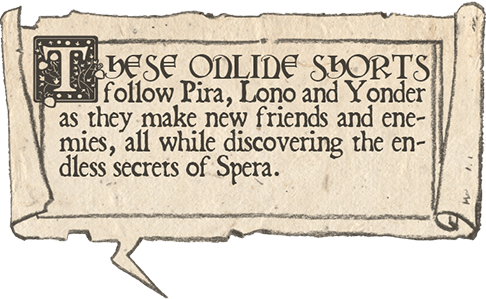 THESE ONLINE SHORTS
follow Pira, Lono and Yonder
as they make new friends and ene-
mies, all while discovering the en-
dless secrets of Spera.